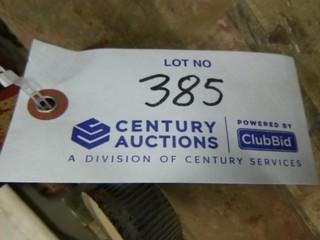 LOT NO
385
CENTURY POWERED BY
AUCTIONS ClubBid
A DIVISION OF CENTURY SERVICES